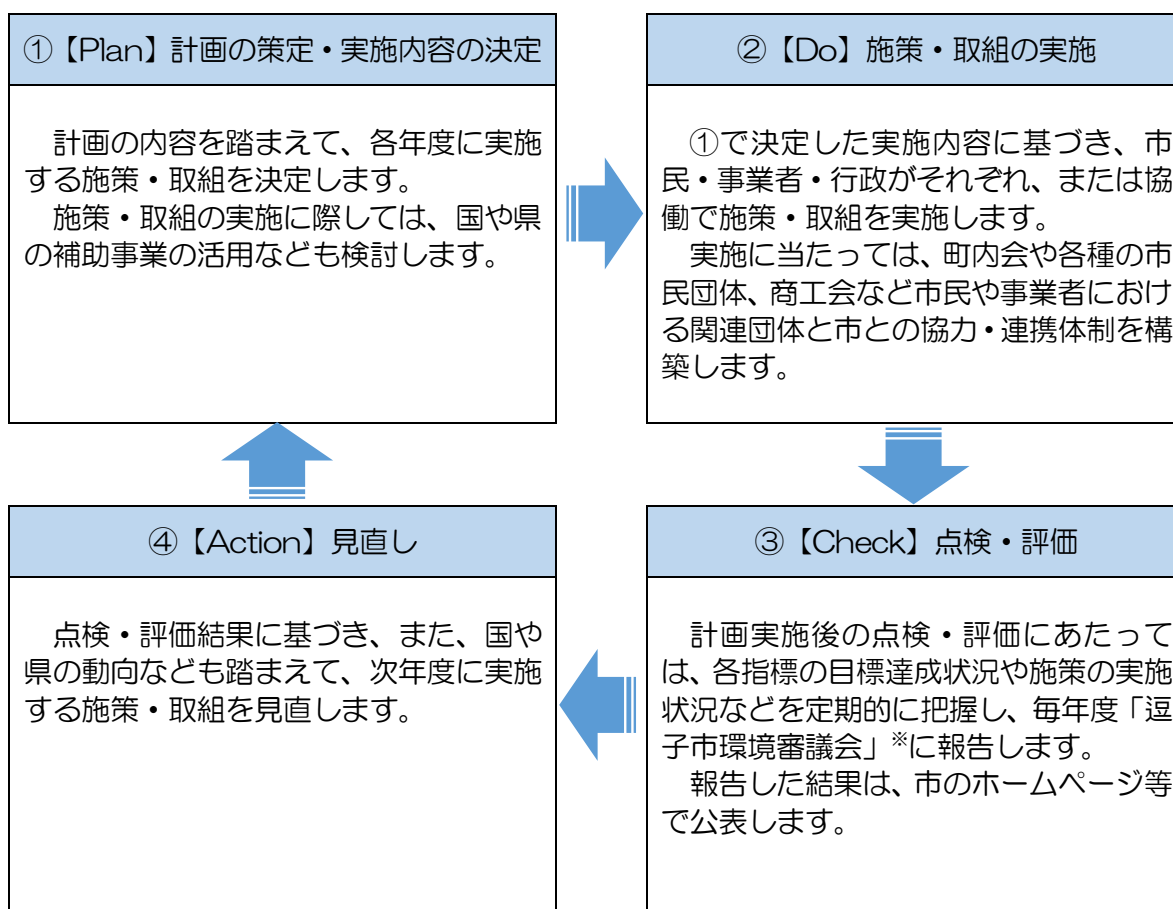 ①【Plan】計画の策定・実施内容の決定
計画の内容を踏まえて、各年度に実施
する施策・取組を決定します。
施策・取組の実施に際しては、国や県
の補助事業の活用なども検討します。
②【Do】施策・取組の実施
①で決定した実施内容に基づき、市
民・事業者・行政がそれぞれ、または協
働で施策・取組を実施します。
実施に当たっては、町内会や各種の市
民団体、商工会など市民や事業者におけ
る関連団体と市との協力・連携体制を構
築します。
③【Check】点検・評価
計画実施後の点検・評価にあたって
は、各指標の目標達成状況や施策の実施
状況などを定期的に把握し、毎年度「逗
子市環境審議会」※に報告します。
報告した結果は、市のホームページ等
で公表します。
④【Action】見直し
点検・評価結果に基づき、また、国や
県の動向なども踏まえて、次年度に実施
する施策・取組を見直します。